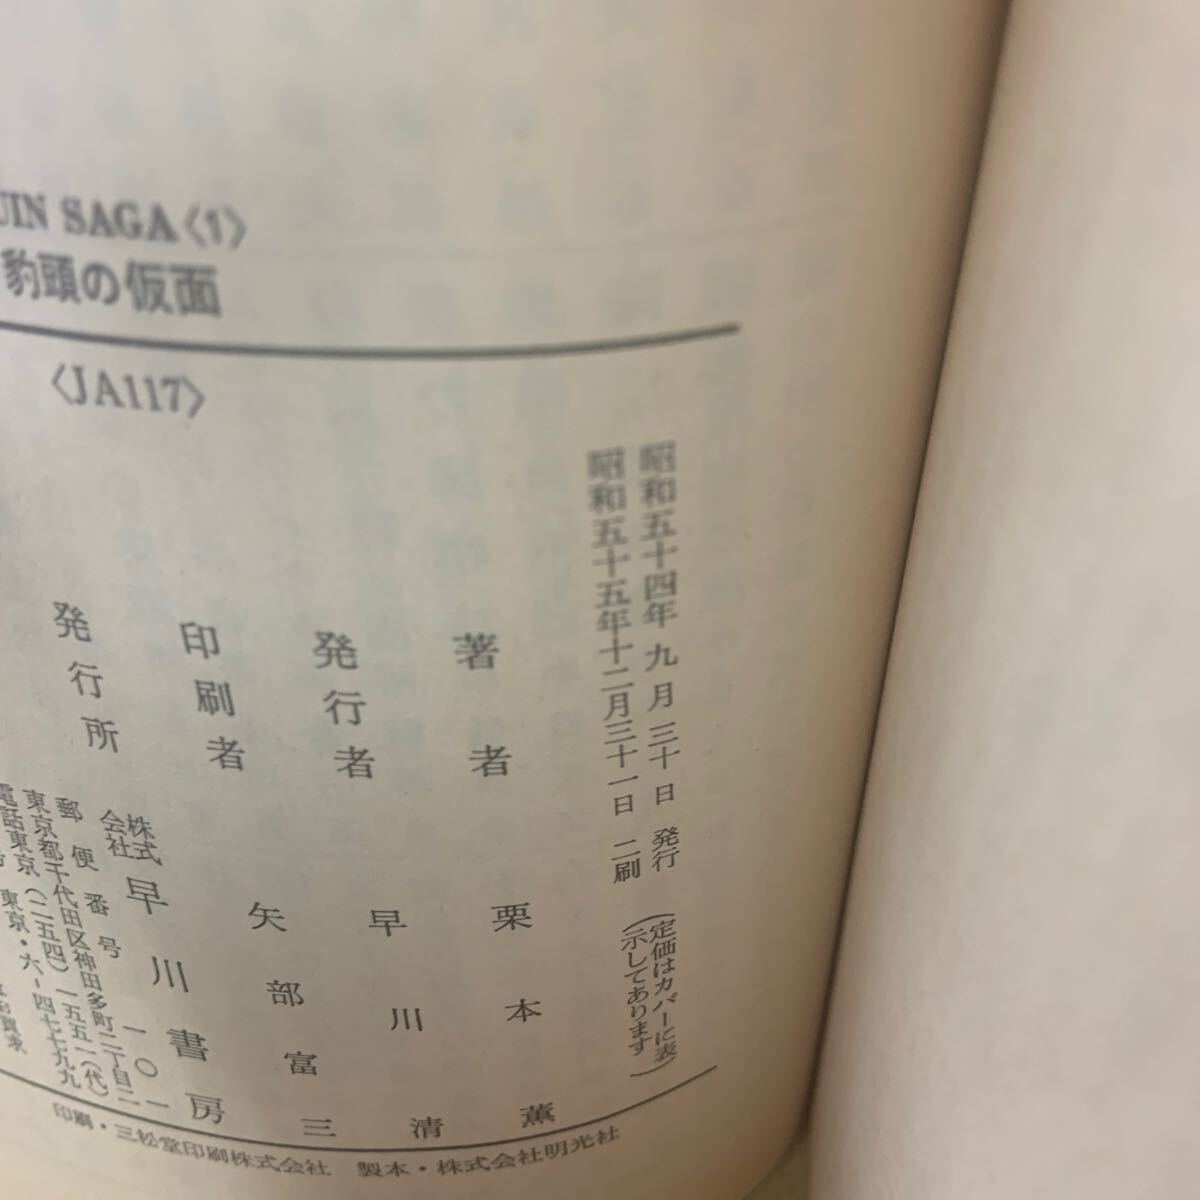 UIN SAGA〈1〉
豹頭の仮面
〈JA117〉
昭和五十四年九月三十日 発行
昭和五十五年十二月三十一日 二刷
(定価はカバーに表
示してあります)
著者 栗本薫
発行者 早川清
印刷者 矢部富三
発行所 株式会社 早川書房
郵便番号 一〇一
東京都千代田区神田多町二丁目二
電話東京(二五四)一五五一(代)
東京・六-四七七九九
印刷・三松堂印刷株式会社 製本・株式会社明光社